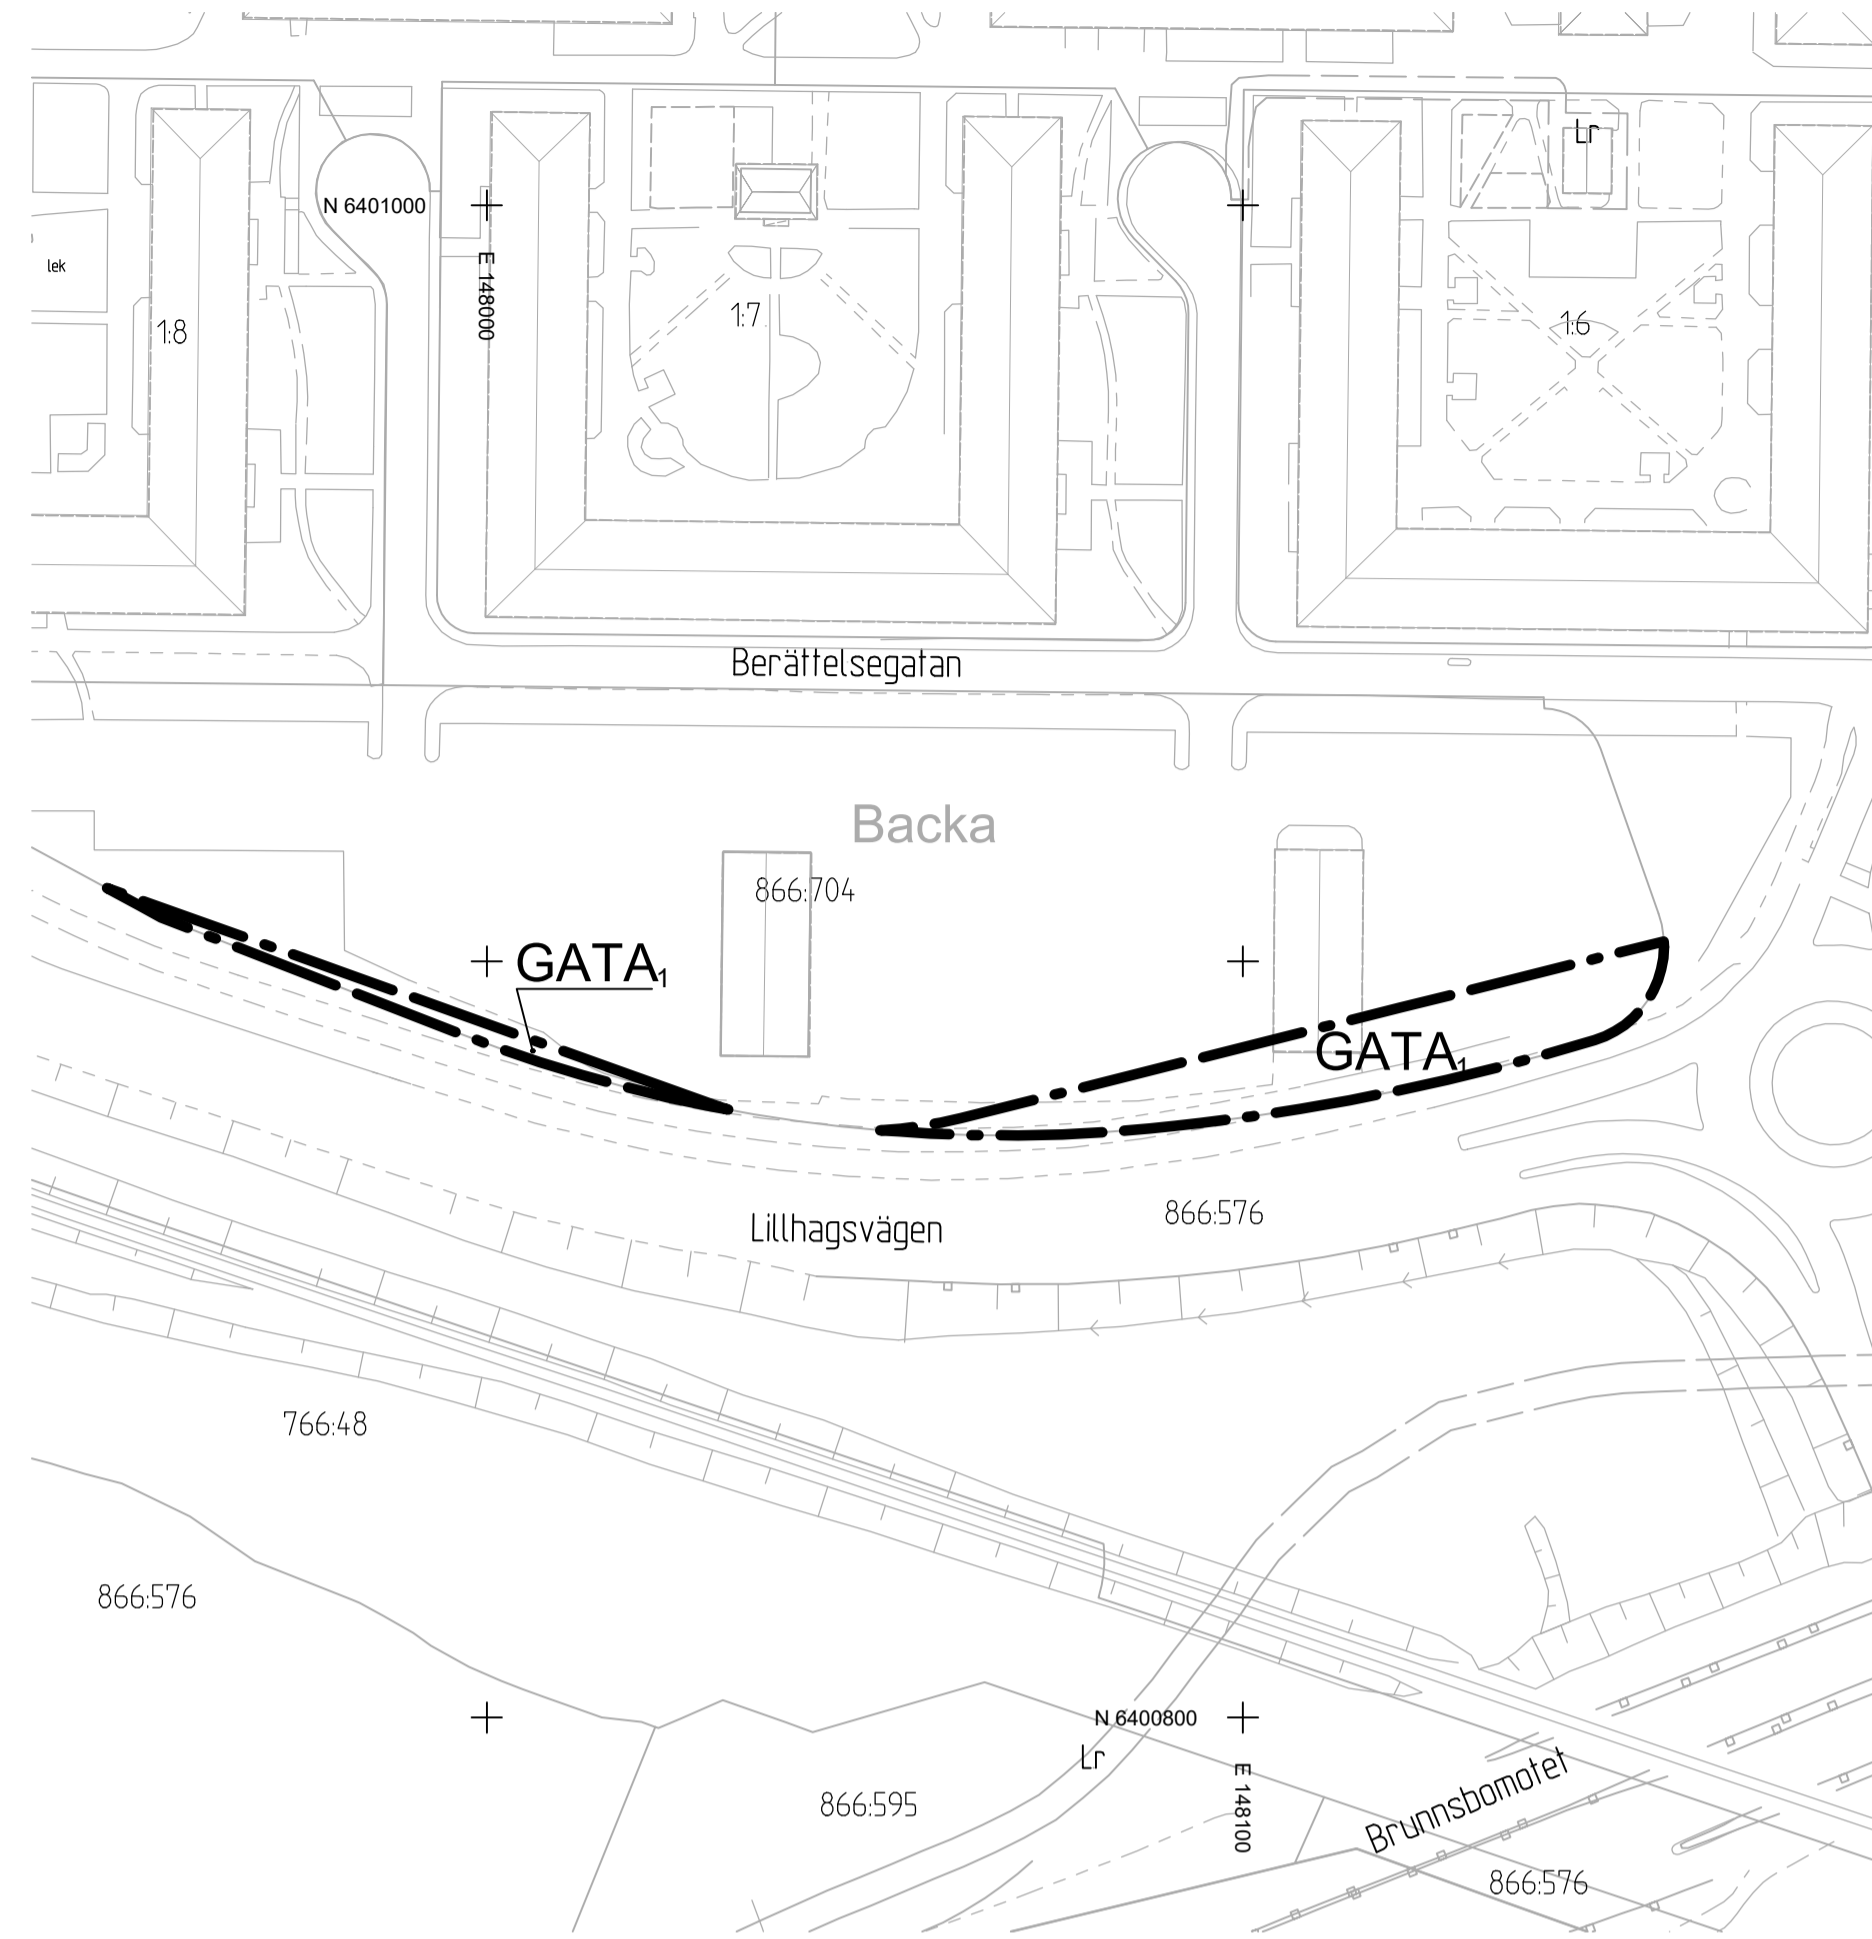 Lr
N 6401000
lek
E 148000
1:7
1:6
1:8
Berättelsegatan
Backa
866:704
GATA1
GATA1
866:576
Lillhagsvägen
766:48
866:576
N 6400800
Lr
E 148100
866:595
Brunnsbomotet
866:576